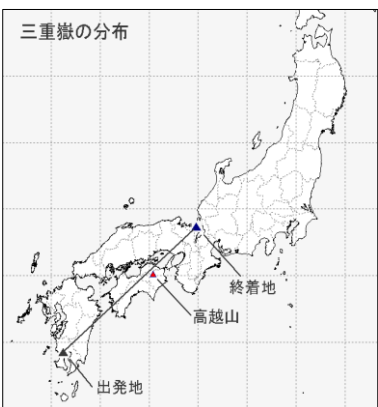 三重嶽の分布
終着地
高越山
出発地